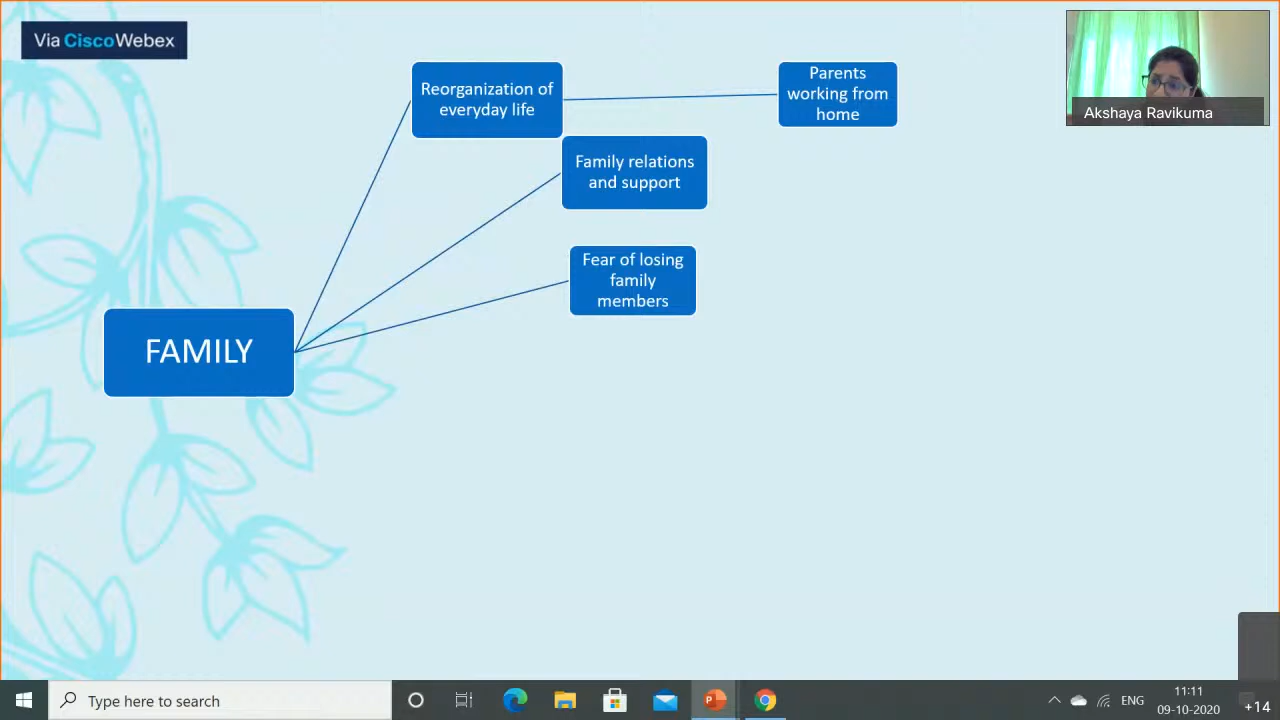 Via CiscoWebex
Reorganization of
everyday life
Parents
working from
home
Akshaya Ravikuma
Family relations
and support
Fear of losing
family
members
FAMILY
Type here to search
ENG
11:11
09-10-2020
+14